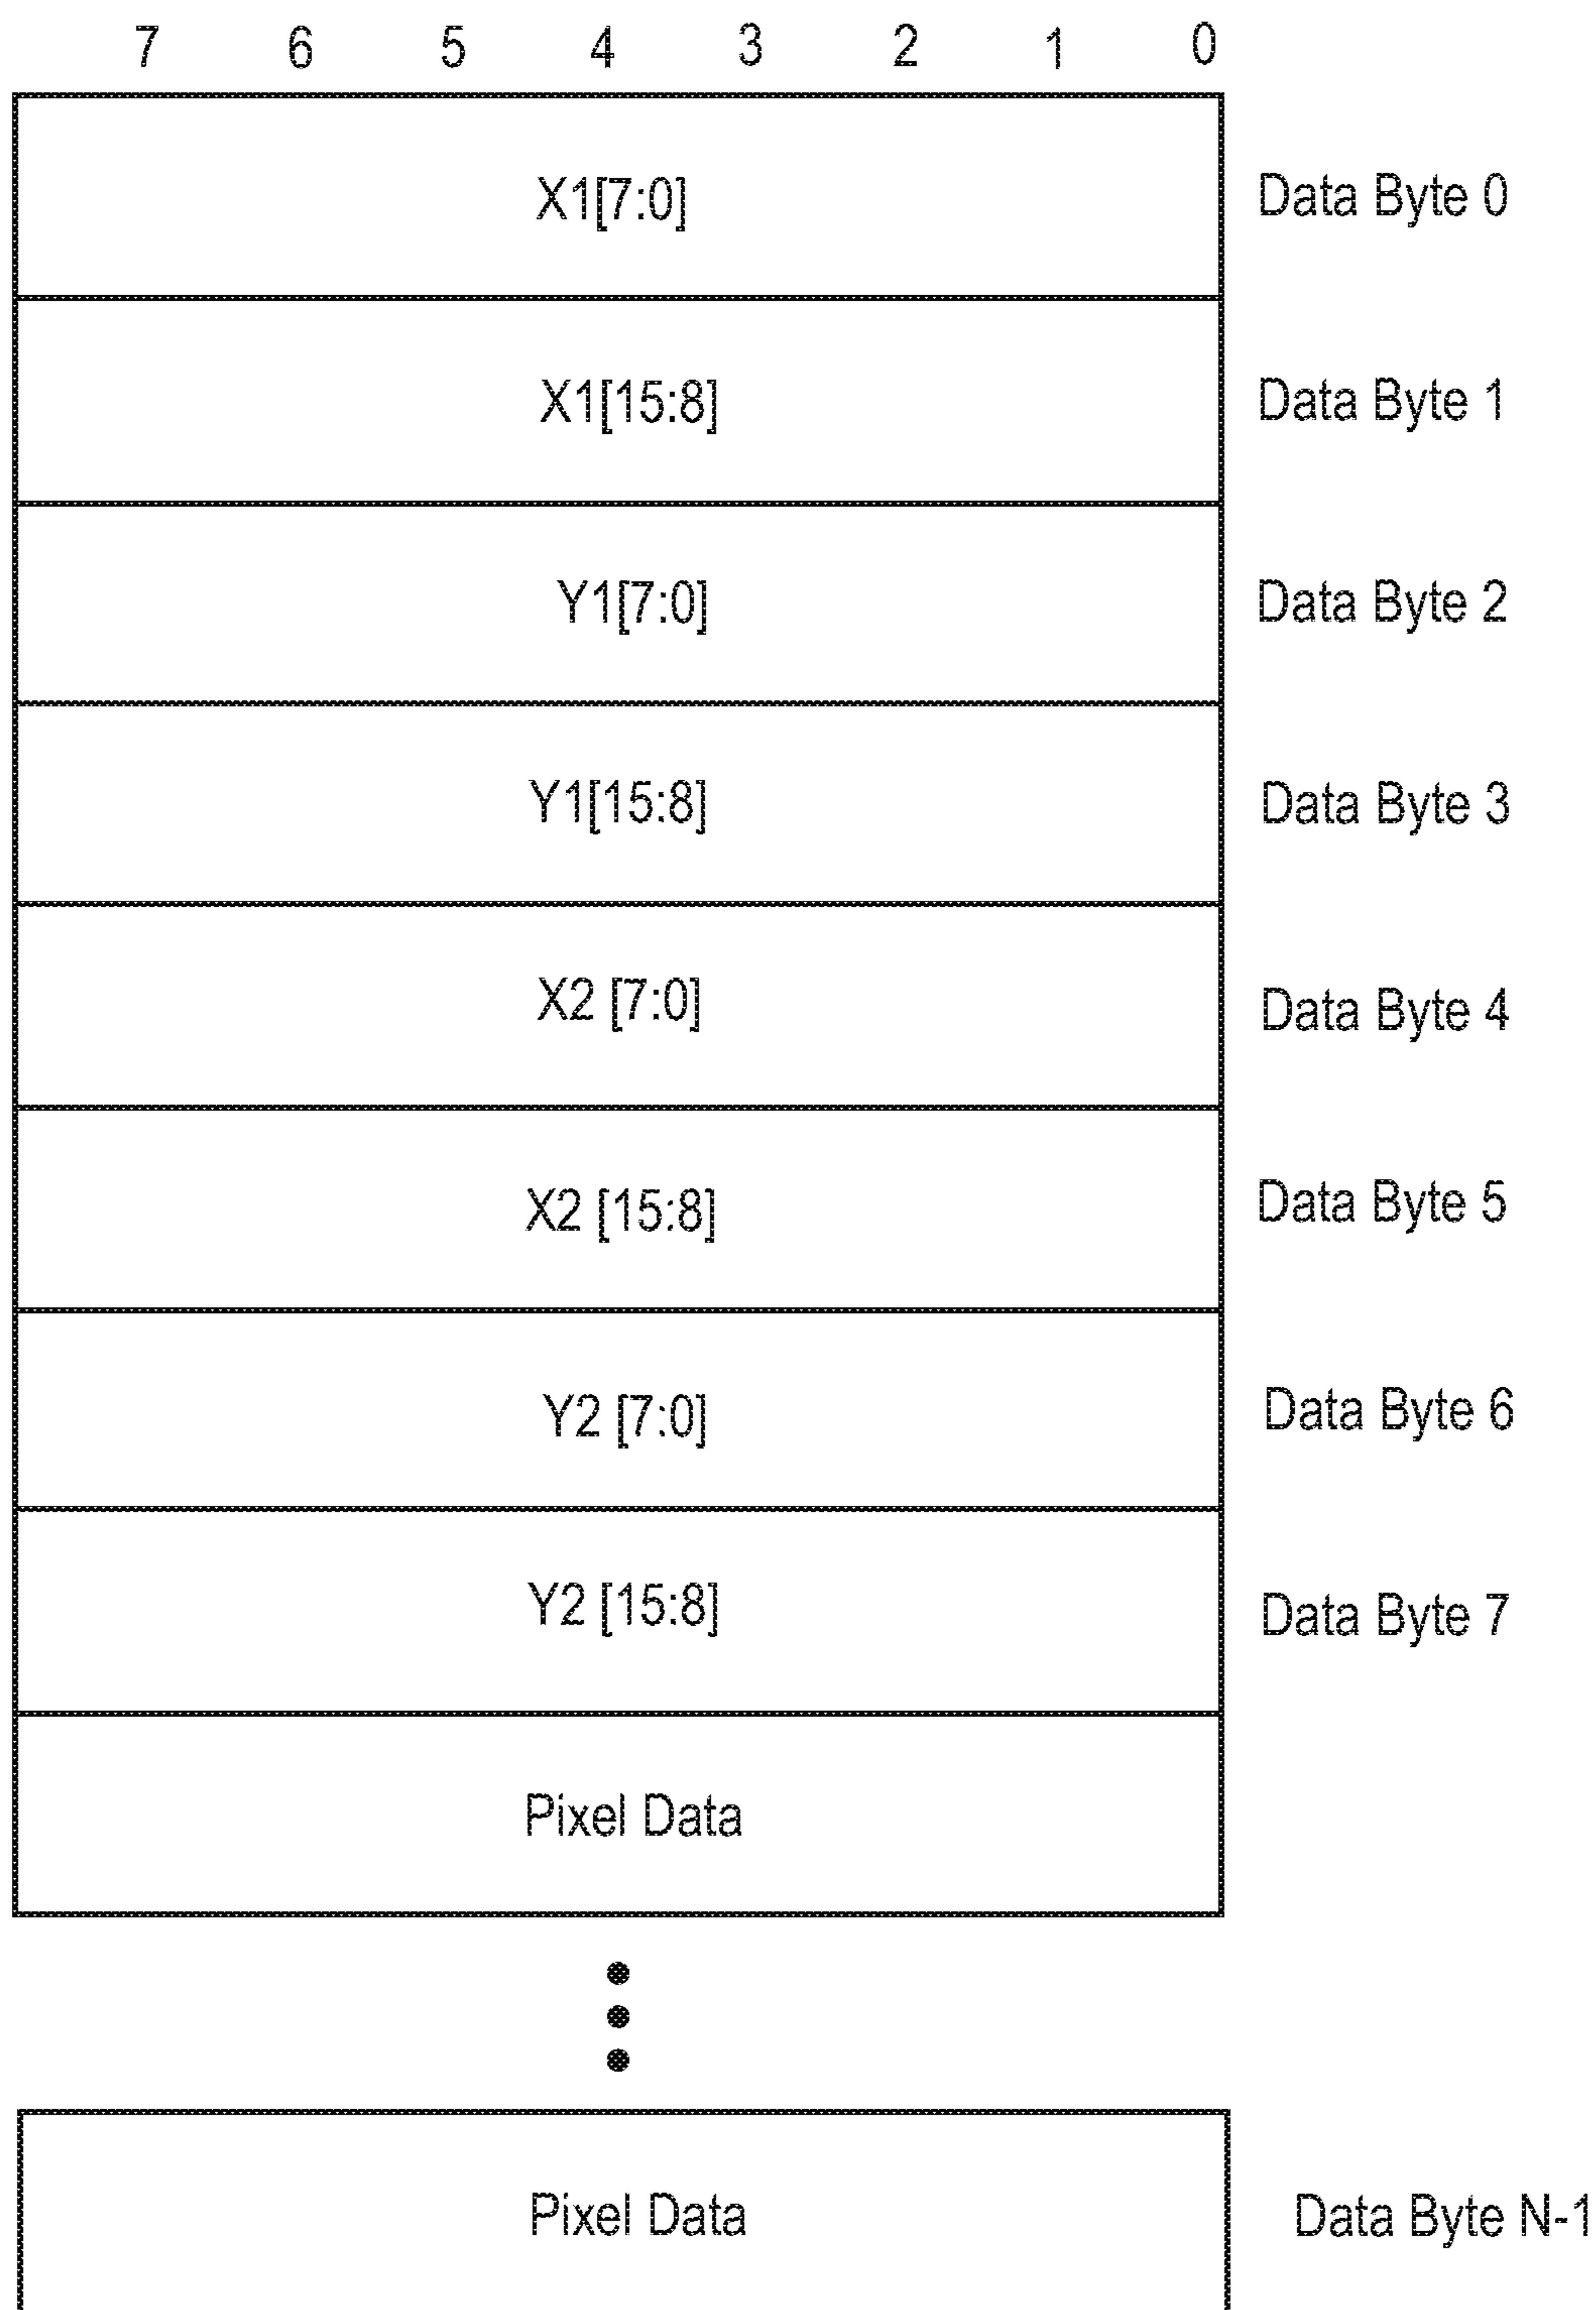 7 6 5 4 3 2 1 0
X1[7:0] Data Byte 0
X1[15:8] Data Byte 1
Y1[7:0] Data Byte 2
Y1[15:8] Data Byte 3
X2 [7:0] Data Byte 4
X2 [15:8] Data Byte 5
Y2 [7:0] Data Byte 6
Y2 [15:8] Data Byte 7
Pixel Data
Pixel Data Data Byte N-1